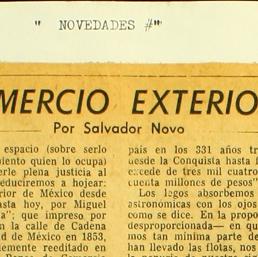 " NOVEDADES #"
MERCIO EXTERIO
Por Salvador Novo
espacio (sobre serlo
iento quien lo ocupa)
erle plena justicia al
reduciremos a hojear:
rior de México desde
asta hoy, por Miguel
a"; que impreso por
n la calle de Cadena
d de México en 1853,
emente reeditado en
país en los 331 años tr
desde la Conquista hasta f
excede de tres mil cuatro
cuenta millones de pesos"
Los legos absorbemos
astronómicas con los ojos
como se dice. En la propo
desproporcionada— en qu
mos tan mínima parte de
han llevado las flotas, nos